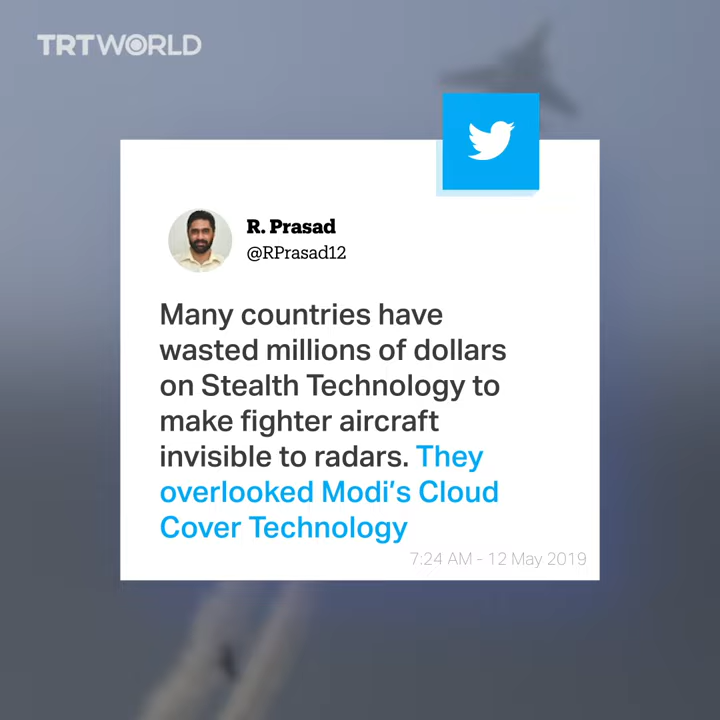 TRTWORLD
R. Prasad
@RPrasad12
Many countries have
wasted millions of dollars
on Stealth Technology to
make fighter aircraft
invisible to radars. They
overlooked Modi's Cloud
Cover Technology
7:24 AM - 12 May 2019